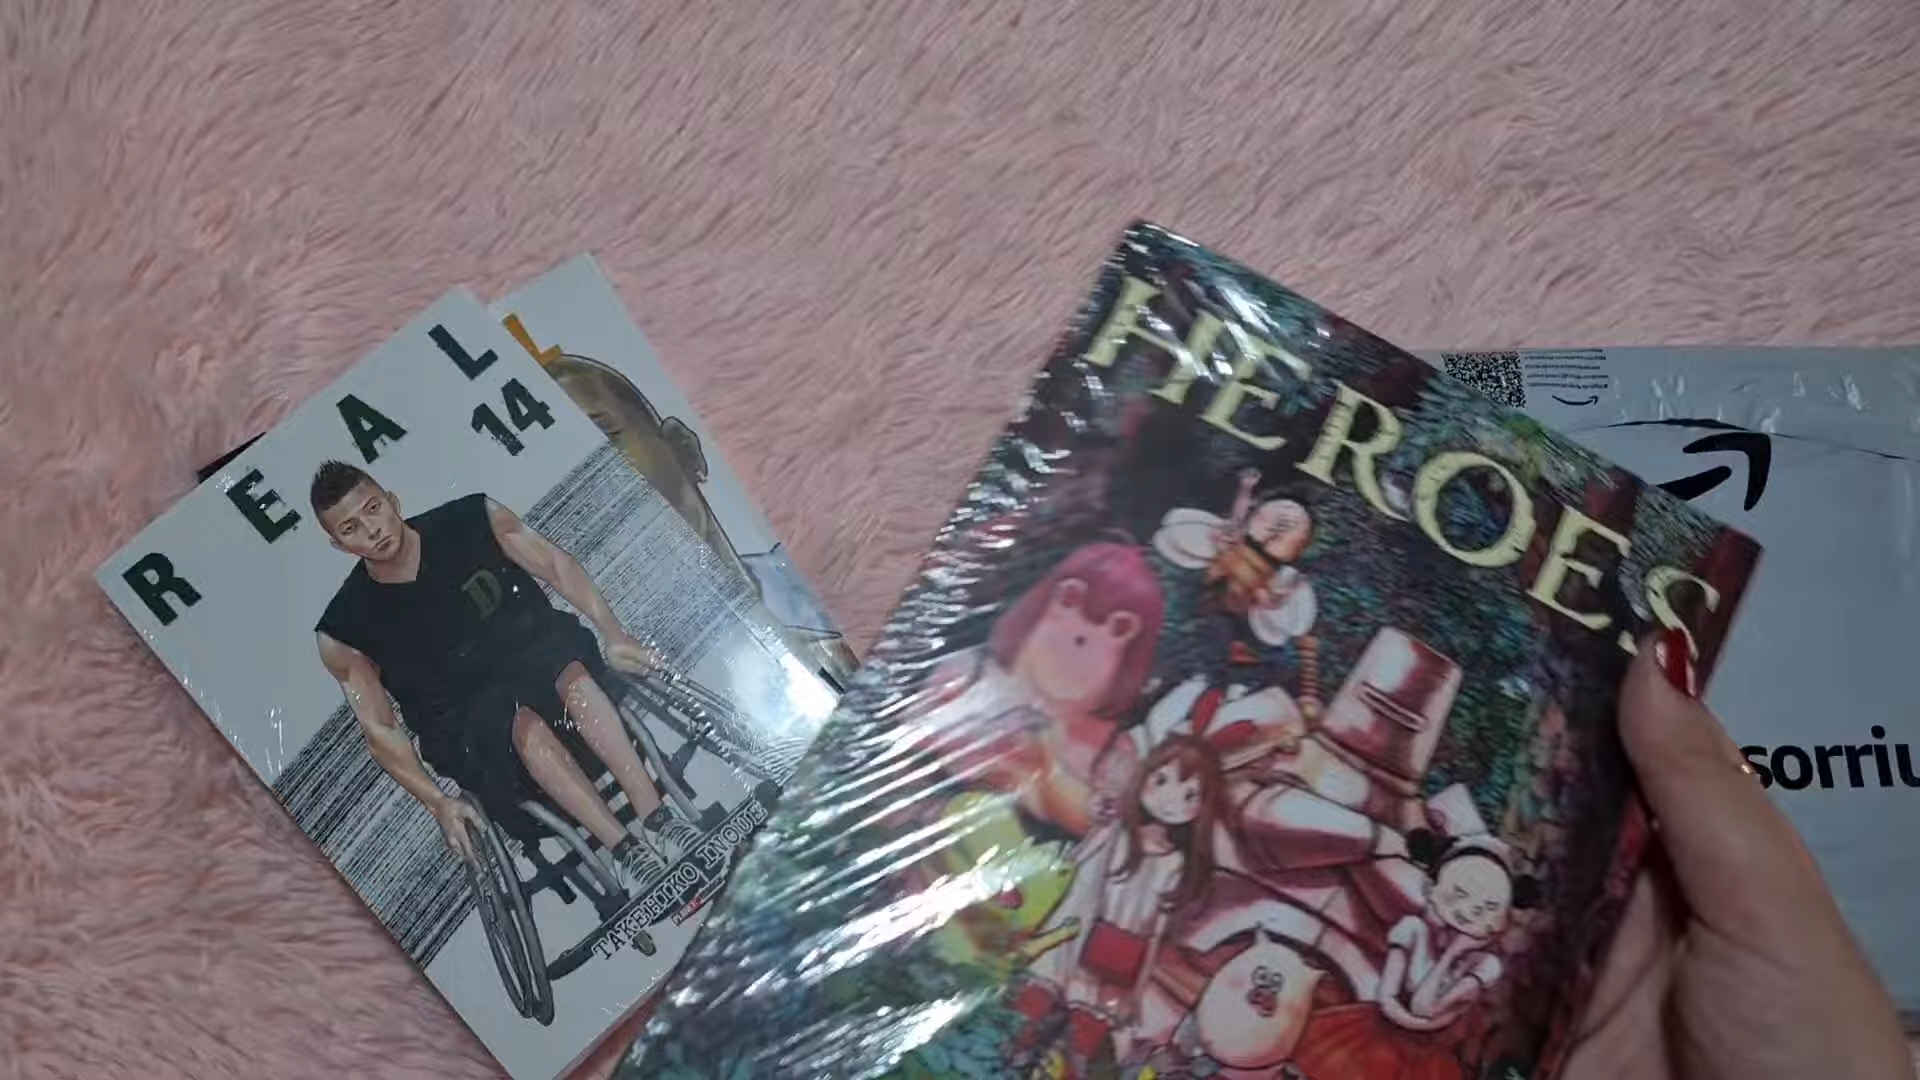 REAL
14
TAKEHIKO INOUE
L
HEROES
sorriu
D